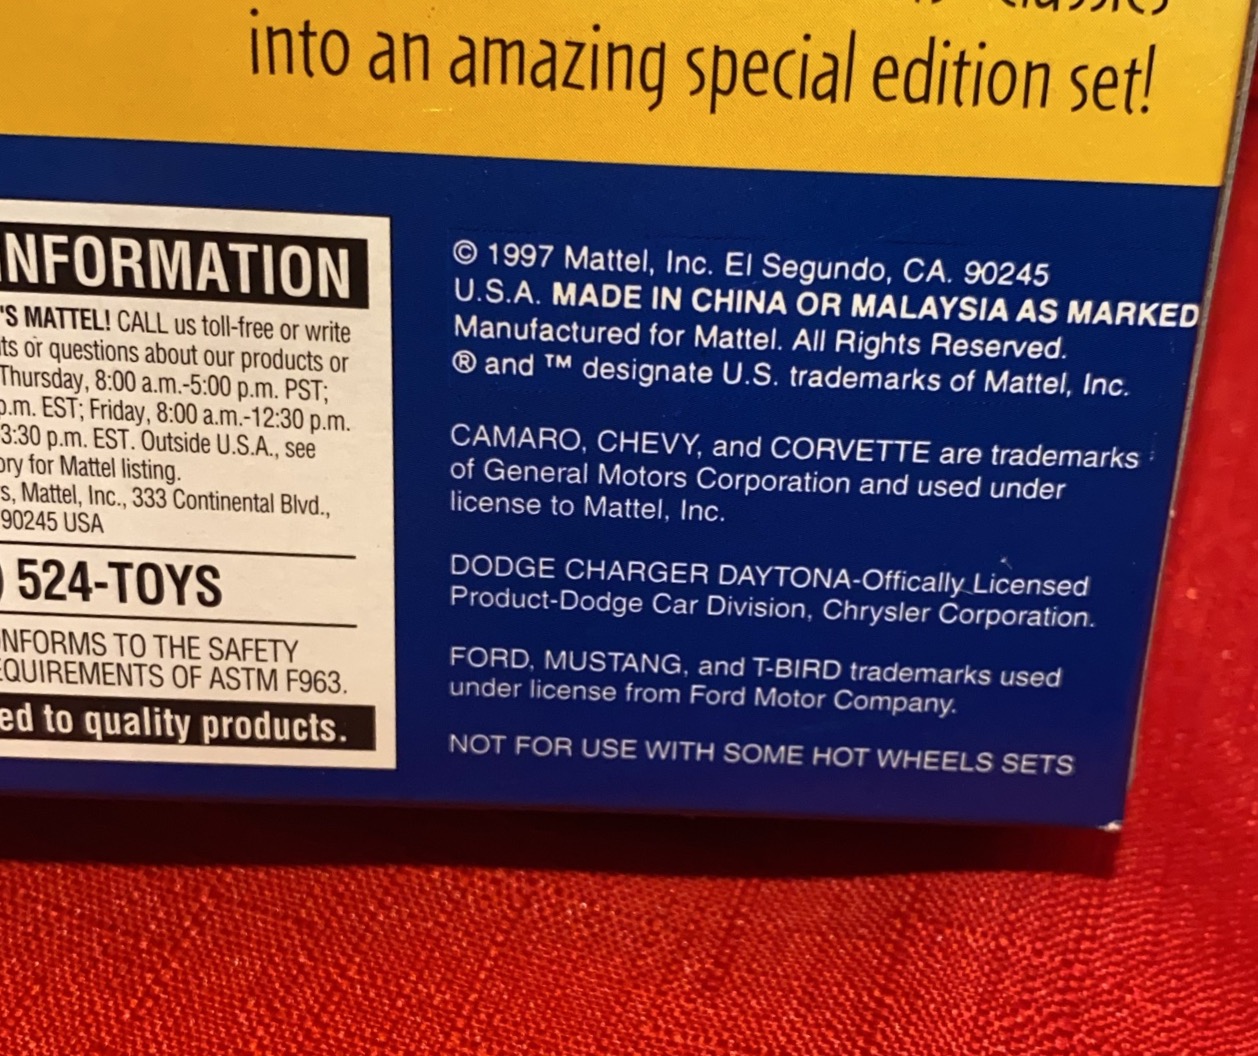 classics
into an amazing special edition set!
INFORMATION
'S MATTEL! CALL us toll-free or write
ts or questions about our products or
Thursday, 8:00 a.m.-5:00 p.m. PST;
p.m. EST; Friday, 8:00 a.m.-12:30 p.m.
3:30 p.m. EST. Outside U.S.A., see
ory for Mattel listing.
s, Mattel, Inc., 333 Continental Blvd.,
90245 USA
) 524-TOYS
ONFORMS TO THE SAFETY
EQUIREMENTS OF ASTM F963.
ed to quality products.
© 1997 Mattel, Inc. El Segundo, CA. 90245
U.S.A. MADE IN CHINA OR MALAYSIA AS MARKED
Manufactured for Mattel. All Rights Reserved.
® and ™ designate U.S. trademarks of Mattel, Inc.
CAMARO, CHEVY, and CORVETTE are trademarks
of General Motors Corporation and used under
license to Mattel, Inc.
DODGE CHARGER DAYTONA-Offically Licensed
Product-Dodge Car Division, Chrysler Corporation.
FORD, MUSTANG, and T-BIRD trademarks used
under license from Ford Motor Company.
NOT FOR USE WITH SOME HOT WHEELS SETS